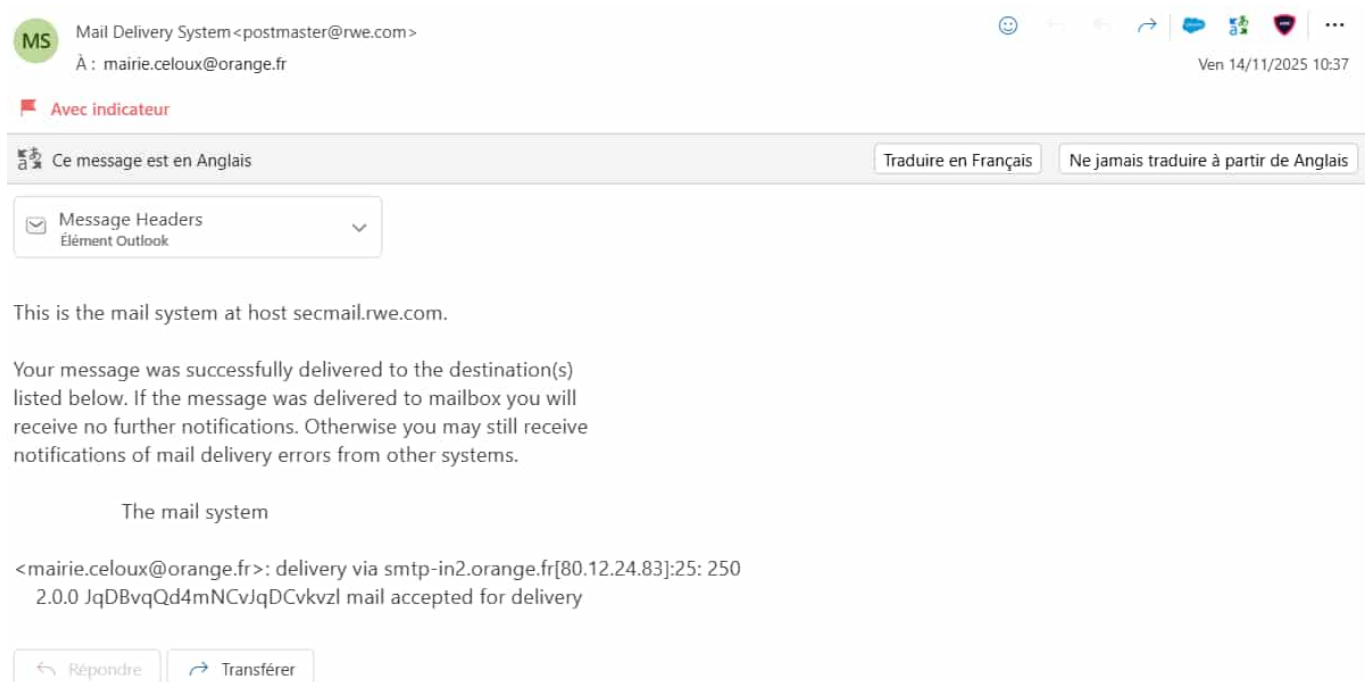 MS
Mail Delivery System<postmaster@rwe.com>
À : mairie.celoux@orange.fr
Ven 14/11/2025 10:37
Avec indicateur
Ce message est en Anglais
Traduire en Français
Ne jamais traduire à partir de Anglais
Message Headers
Élément Outlook
This is the mail system at host secmail.rwe.com.
Your message was successfully delivered to the destination(s)
listed below. If the message was delivered to mailbox you will
receive no further notifications. Otherwise you may still receive
notifications of mail delivery errors from other systems.
The mail system
<mairie.celoux@orange.fr>: delivery via smtp-in2.orange.fr[80.12.24.83]:25: 250
2.0.0 JqDBvqQd4mNCvJqDCvkvzl mail accepted for delivery
Répondre
Transférer